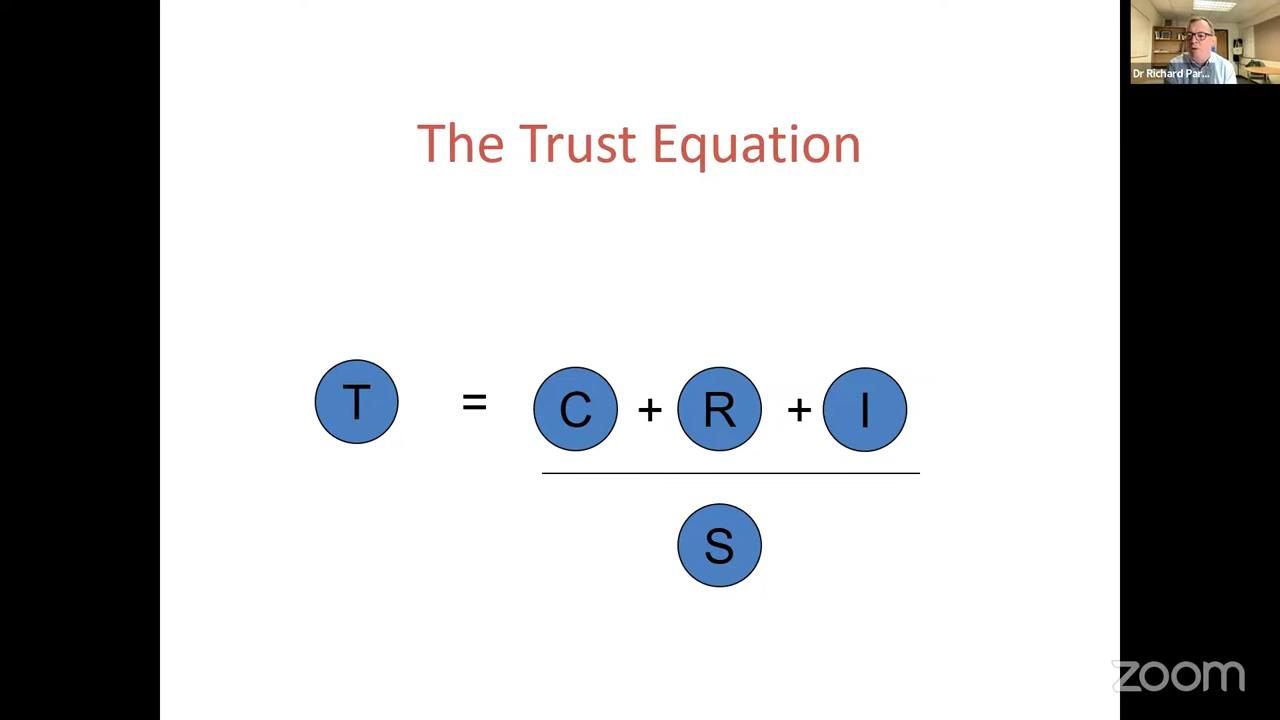 Dr Richard Par...
The Trust Equation
T = C + R + I
S
zoom